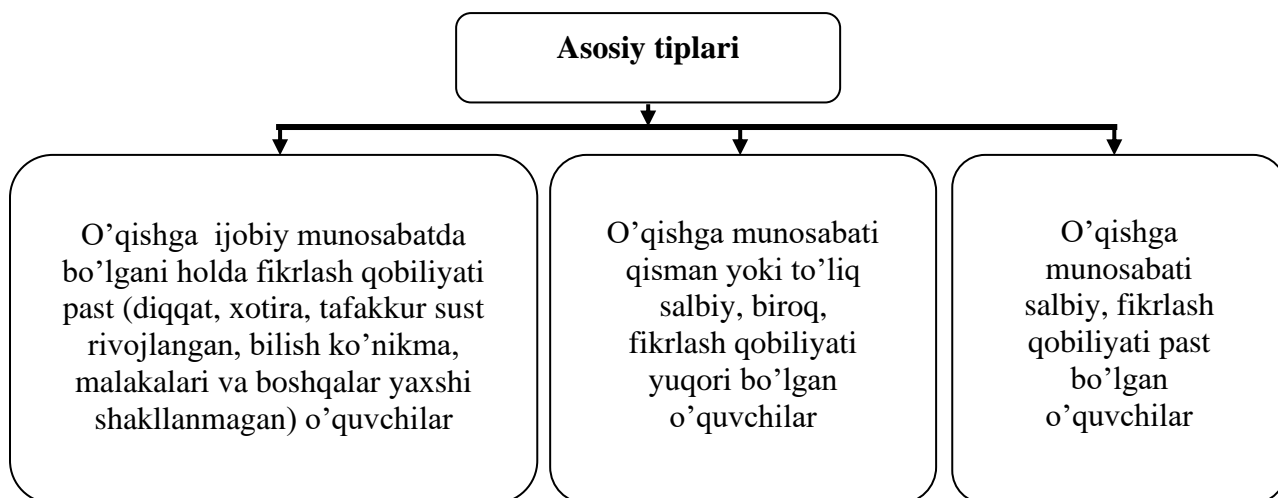 Asosiy tiplari
O’qishga ijobiy munosabatda
bo’lgani holda fikrlash qobiliyati
past (diqqat, xotira, tafakkur sust
rivojlangan, bilish ko’nikma,
malakalari va boshqalar yaxshi
shakllanmagan) o’quvchilar
O’qishga munosabati
qisman yoki to’liq
salbiy, biroq,
fikrlash qobiliyati
yuqori bo’lgan
o’quvchilar
O’qishga
munosabati
salbiy, fikrlash
qobiliyati past
bo’lgan
o’quvchilar